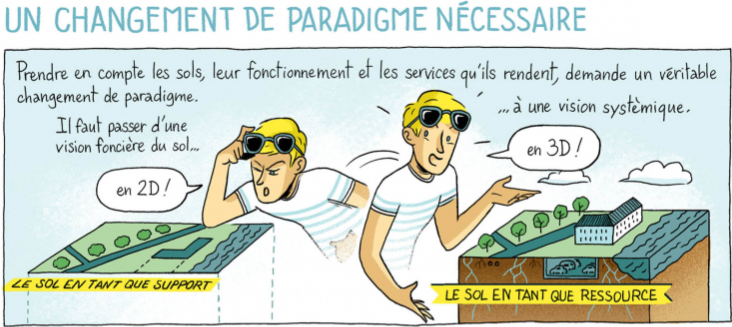 UN CHANGEMENT DE PARADIGME NÉCESSAIRE
Prendre en compte les sols, leur fonctionnement et les services qu'ils rendent, demande un véritable
changement de paradigme.
Il faut passer d'une
vision foncière du sol...
en 2D !
... à une vision systèmique.
en 3D !
LE SOL EN TANT QUE SUPPORT
LE SOL EN TANT QUE RESSOURCE